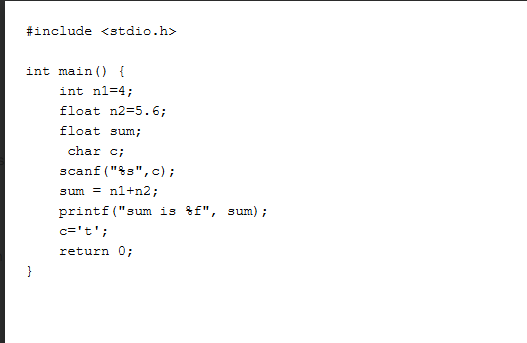 #include <stdio.h>

int main() {
    int n1=4;
    float n2=5.6;
    float sum;
     char c;
    scanf("%s",c);
    sum = n1+n2;
    printf("sum is %f", sum);
    c='t';
    return 0;
}